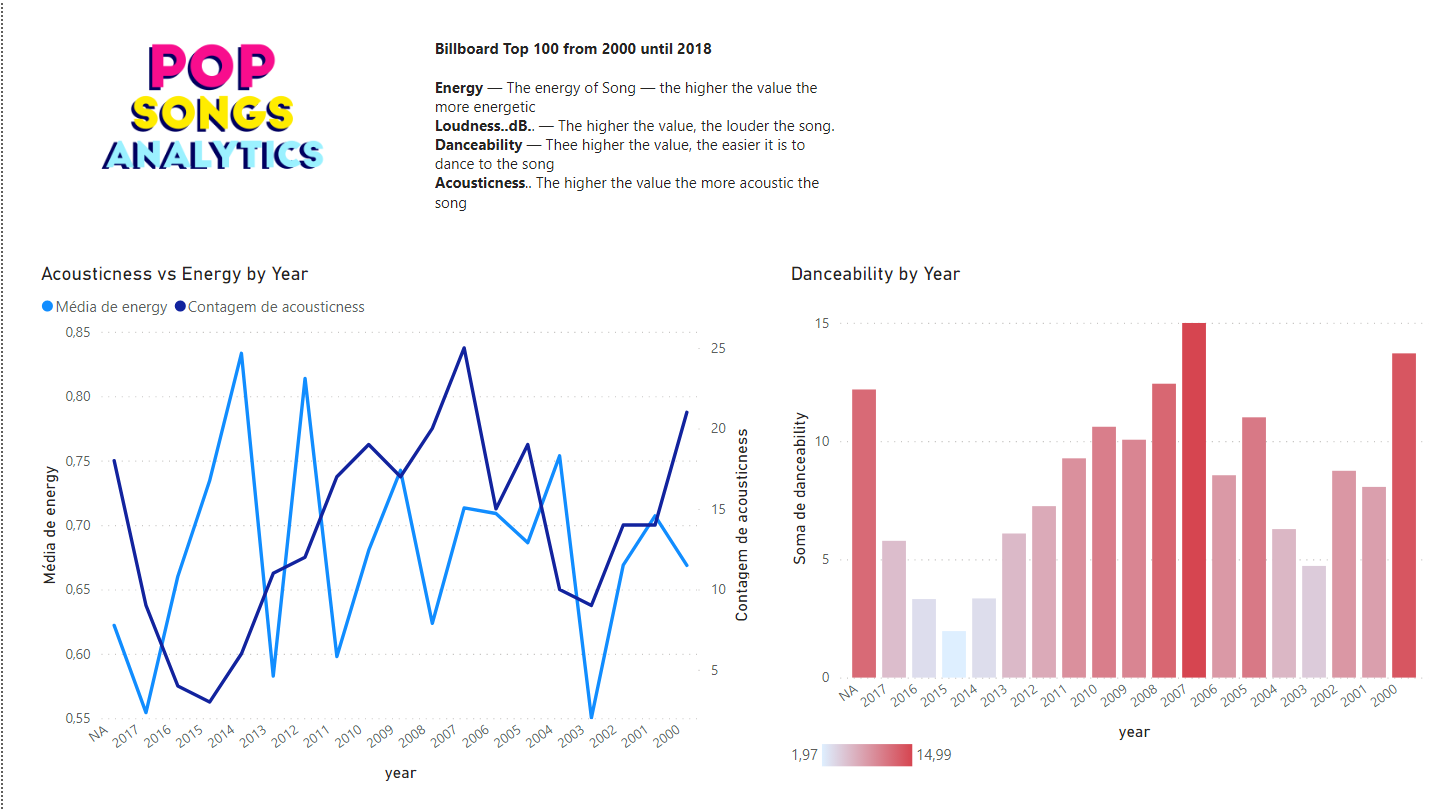 POP
SONGS
ANALYTICS
Billboard Top 100 from 2000 until 2018
Energy — The energy of Song — the higher the value the
more energetic
Loudness..dB.. — The higher the value, the louder the song.
Danceability — Thee higher the value, the easier it is to
dance to the song
Acousticness.. The higher the value the more acoustic the
song
Acousticness vs Energy by Year
Média de energy Contagem de acousticness
0,85
0,80
0,75
0,70
0,65
0,60
0,55
Média de energy
25
20
15
10
5
Contagem de acousticness
NA 2017 2016 2015 2014 2013 2012 2011 2010 2009 2008 2007 2006 2005 2004 2003 2002 2001 2000
year
Danceability by Year
15
10
5
0
Soma de danceability
NA 2017 2016 2015 2014 2013 2012 2011 2010 2009 2008 2007 2006 2005 2004 2003 2002 2001 2000
year
1,97 14,99